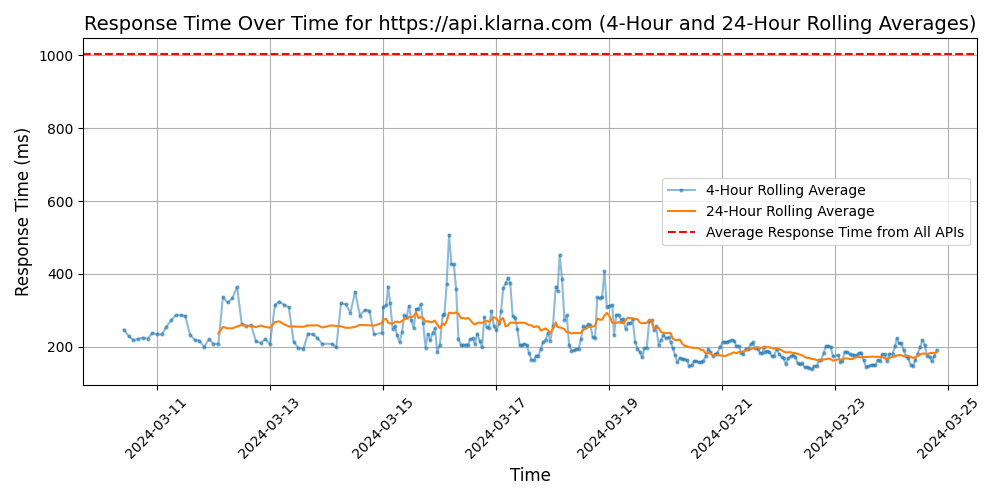 Response Time Over Time for https://api.klarna.com (4-Hour and 24-Hour Rolling Averages)
Response Time (ms)
1000
800
600
400
200
4-Hour Rolling Average
24-Hour Rolling Average
Average Response Time from All APIs
2024-03-11
2024-03-13
2024-03-15
2024-03-17
2024-03-19
2024-03-21
2024-03-23
2024-03-25
Time